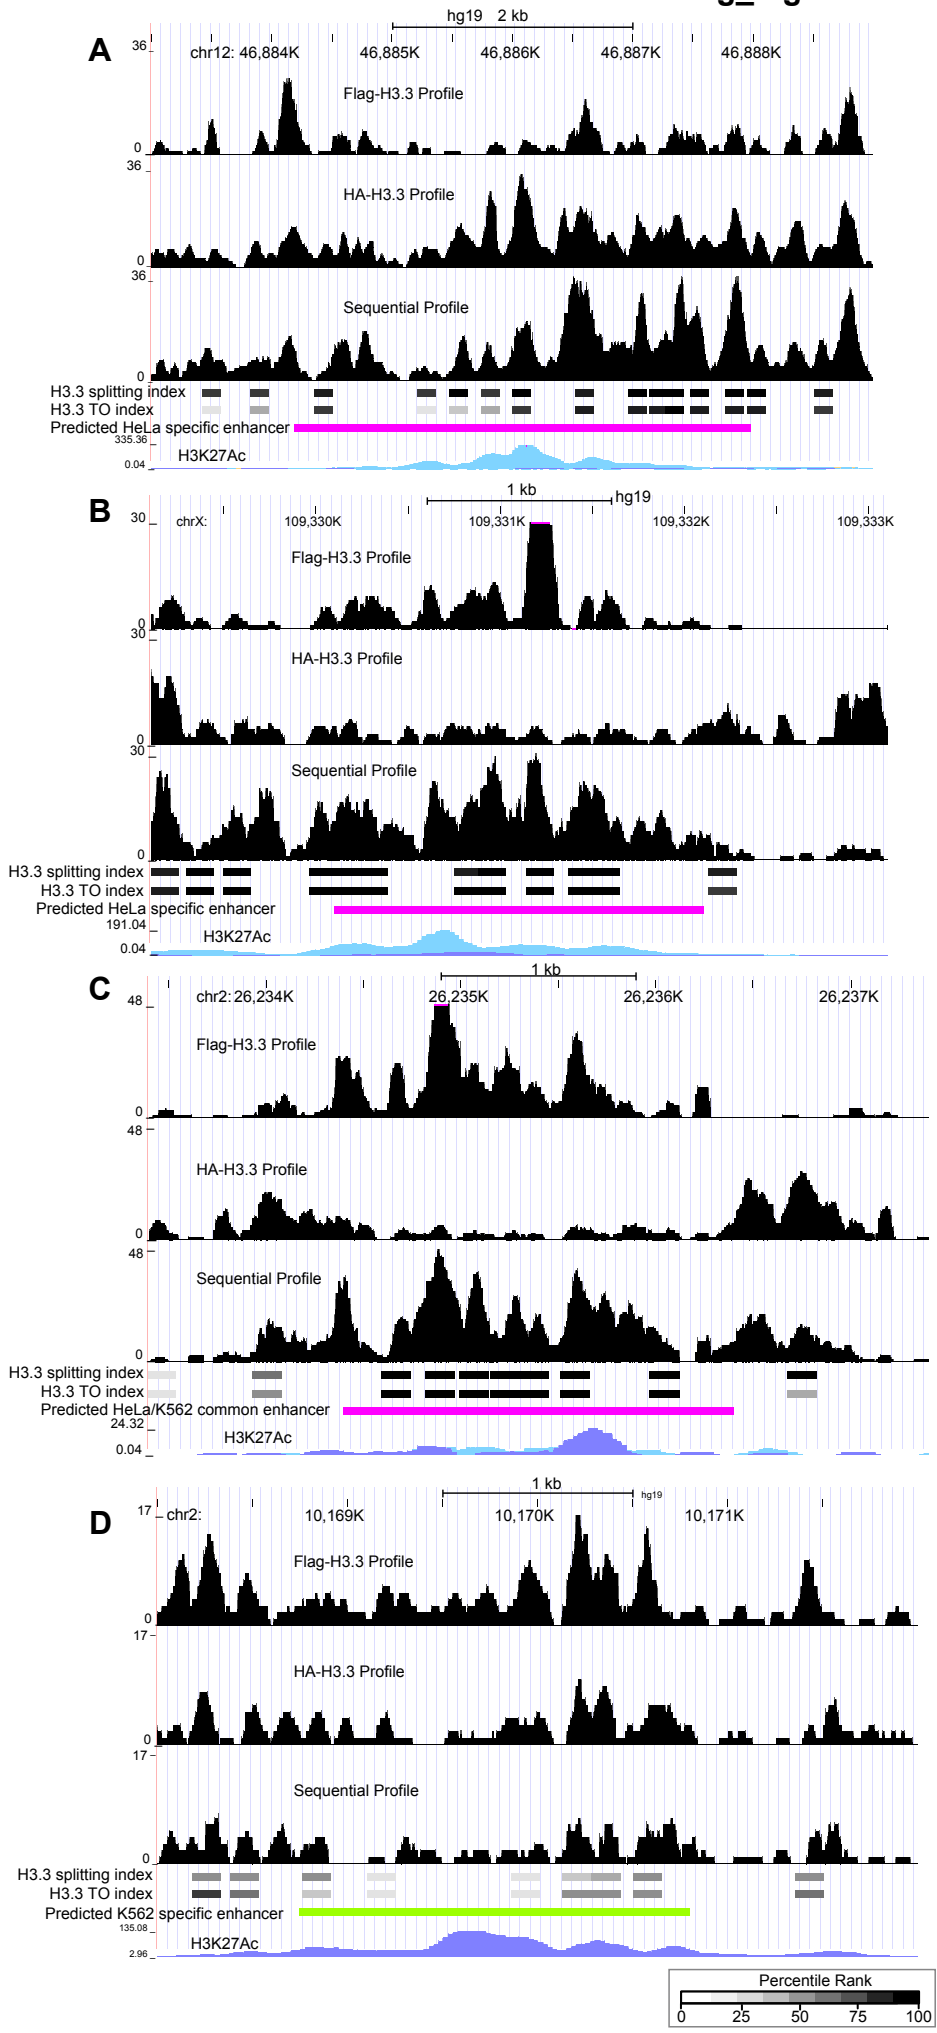 hg19 2 kb
A
chr12: 46,884K 46,885K 46,886K 46,887K 46,888K
36
Flag-H3.3 Profile
0
36
HA-H3.3 Profile
0
36
Sequential Profile
0
H3.3 splitting index
H3.3 TO index
Predicted HeLa specific enhancer
335.36
H3K27Ac
0.04
B
1 kb hg19
30
chrX: 109,330K 109,331K 109,332K 109,333K
Flag-H3.3 Profile
0
30
HA-H3.3 Profile
0
30
Sequential Profile
0
H3.3 splitting index
H3.3 TO index
Predicted HeLa specific enhancer
191.04
H3K27Ac
0.04
C
1 kb
chr2: 26,234K 26,235K 26,236K 26,237K
48
Flag-H3.3 Profile
0
48
HA-H3.3 Profile
0
48
Sequential Profile
0
H3.3 splitting index
H3.3 TO index
Predicted HeLa/K562 common enhancer
24.32
H3K27Ac
0.04
D
1 kb hg19
17
chr2: 10,169K 10,170K 10,171K
Flag-H3.3 Profile
0
17
HA-H3.3 Profile
0
17
Sequential Profile
0
H3.3 splitting index
H3.3 TO index
Predicted K562 specific enhancer
135.08
H3K27Ac
2.96
Percentile Rank
0 25 50 75 100